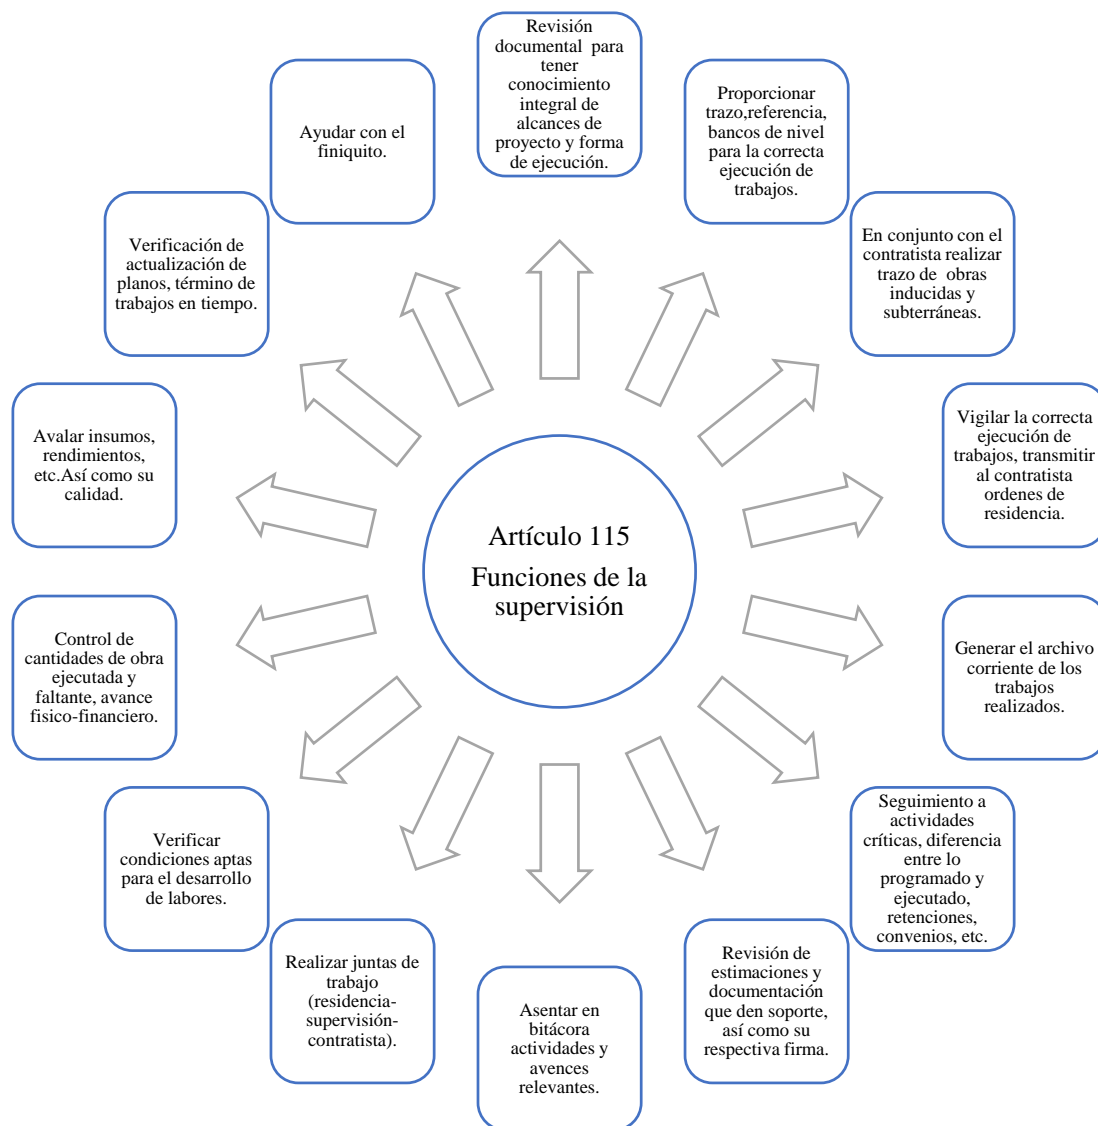 Artículo 115
Funciones de la
supervisión
Revisión
documental para
tener
conocimiento
integral de
alcances de
proyecto y forma
de ejecución.
Proporcionar
trazo,referencia,
bancos de nivel
para la correcta
ejecución de
trabajos.
En conjunto con el
contratista realizar
trazo de obras
inducidas y
subterráneas.
Vigilar la correcta
ejecución de
trabajos, transmitir
al contratista
ordenes de
residencia.
Generar el archivo
corriente de los
trabajos
realizados.
Seguimiento a
actividades
críticas, diferencia
entre lo
programado y
ejecutado,
retenciones,
convenios, etc.
Revisión de
estimaciones y
documentación
que den soporte,
así como su
respectiva firma.
Asentar en
bitácora
actividades y
avences
relevantes.
Realizar juntas de
trabajo
(residencia-
supervisión-
contratista).
Verificar
condiciones aptas
para el desarrollo
de labores.
Control de
cantidades de obra
ejecutada y
faltante, avance
fisico-financiero.
Avalar insumos,
rendimientos,
etc.Así como su
calidad.
Verificación de
actualización de
planos, término de
trabajos en tiempo.
Ayudar con el
finiquito.